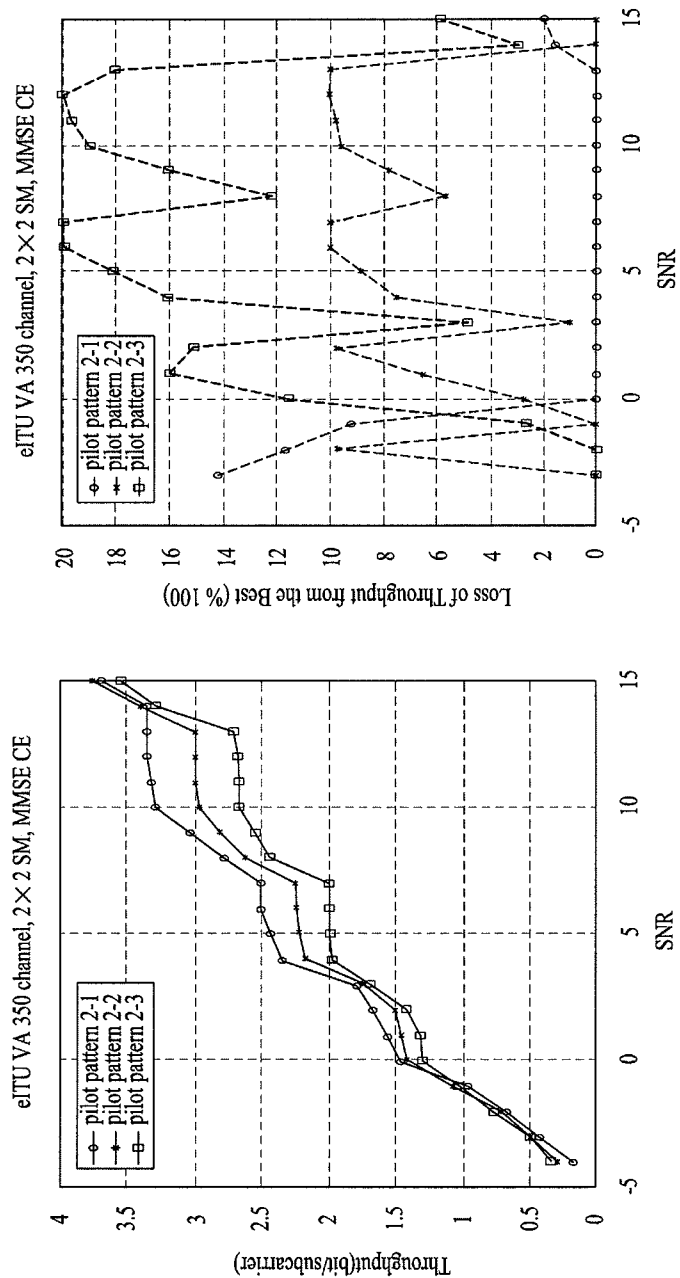 eITU VA 350 channel, 2×2 SM, MMSE CE
pilot pattern 2-1
pilot pattern 2-2
pilot pattern 2-3
Throughput(bit/subcarrier)
4
3.5
3
2.5
2
1.5
1
0.5
0
-5
0
5
10
15
SNR
eITU VA 350 channel, 2×2 SM, MMSE CE
pilot pattern 2-1
pilot pattern 2-2
pilot pattern 2-3
Loss of Throughput from the Best (% 100)
20
18
16
14
12
10
8
6
4
2
0
-5
0
5
10
15
SNR